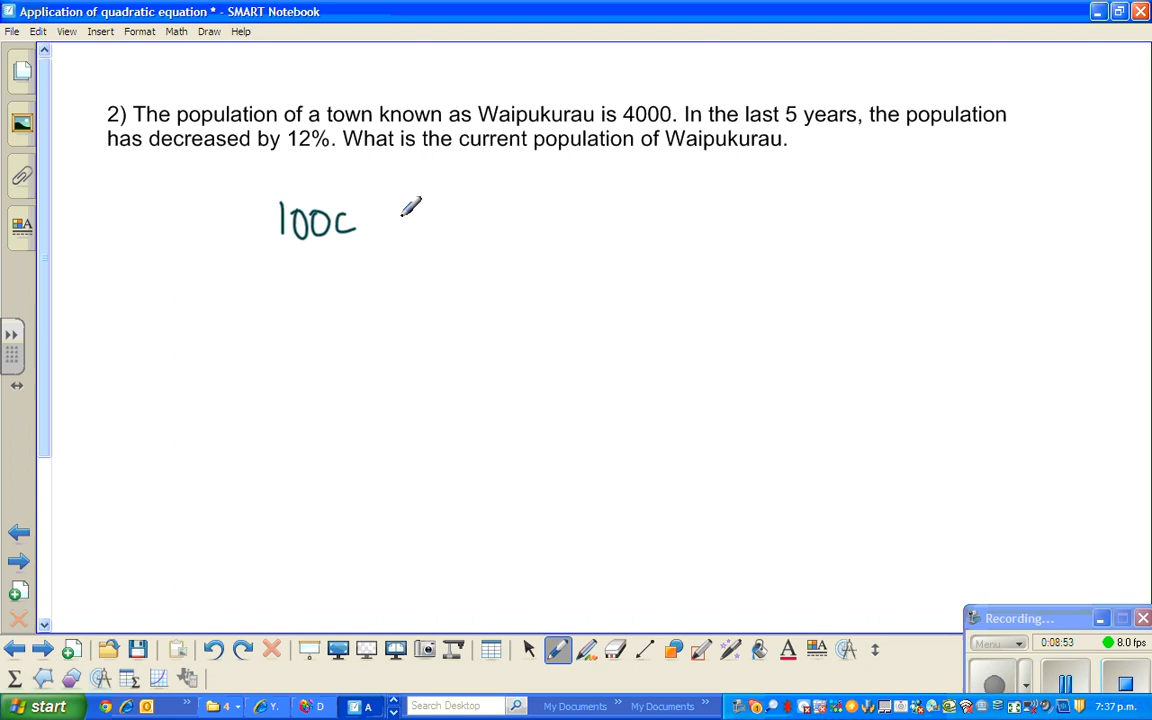 Application of quadratic equation * - SMART Notebook
File Edit View Insert Format Math Draw Help
2) The population of a town known as Waipukurau is 4000. In the last 5 years, the population
has decreased by 12%. What is the current population of Waipukurau.
100c
Recording...
Menu 0:08:53 8.0 fps
start 4 Y. D A Search Desktop My Documents » My Documents » 7:37 p.m.